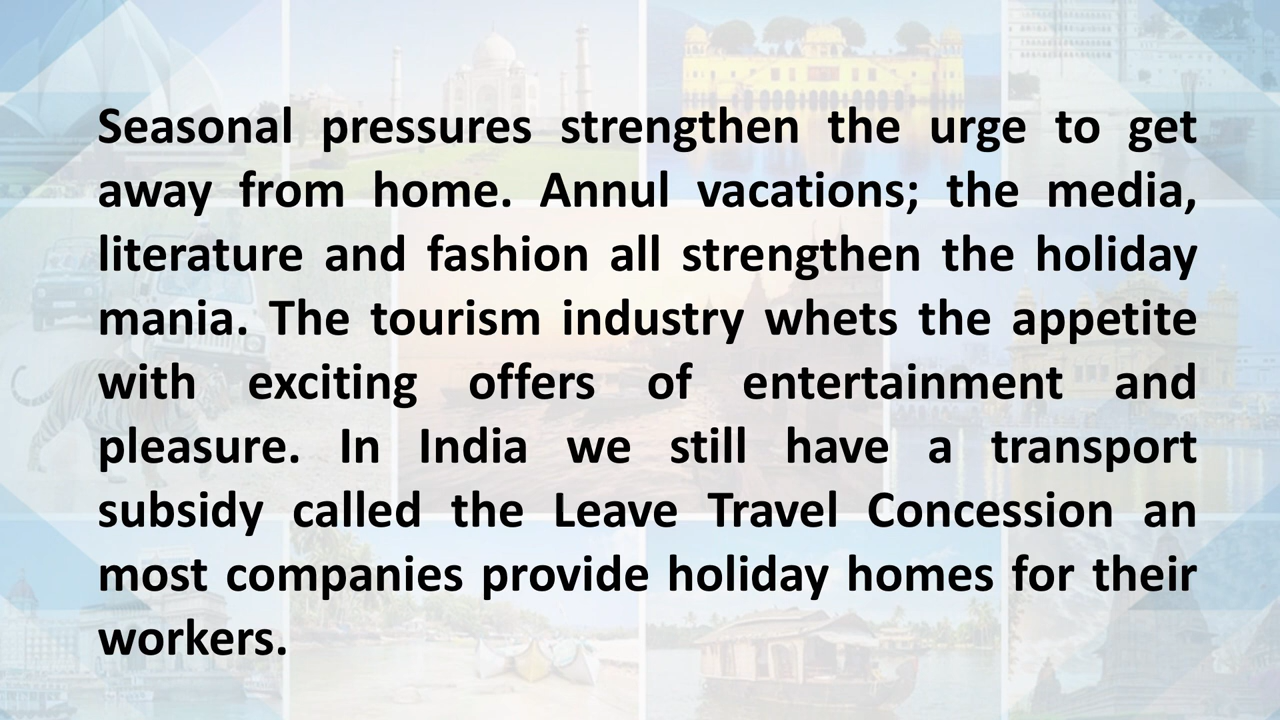 Seasonal pressures strengthen the urge to get
away from home. Annul vacations; the media,
literature and fashion all strengthen the holiday
mania. The tourism industry whets the appetite
with exciting offers of entertainment and
pleasure. In India we still have a transport
subsidy called the Leave Travel Concession an
most companies provide holiday homes for their
workers.